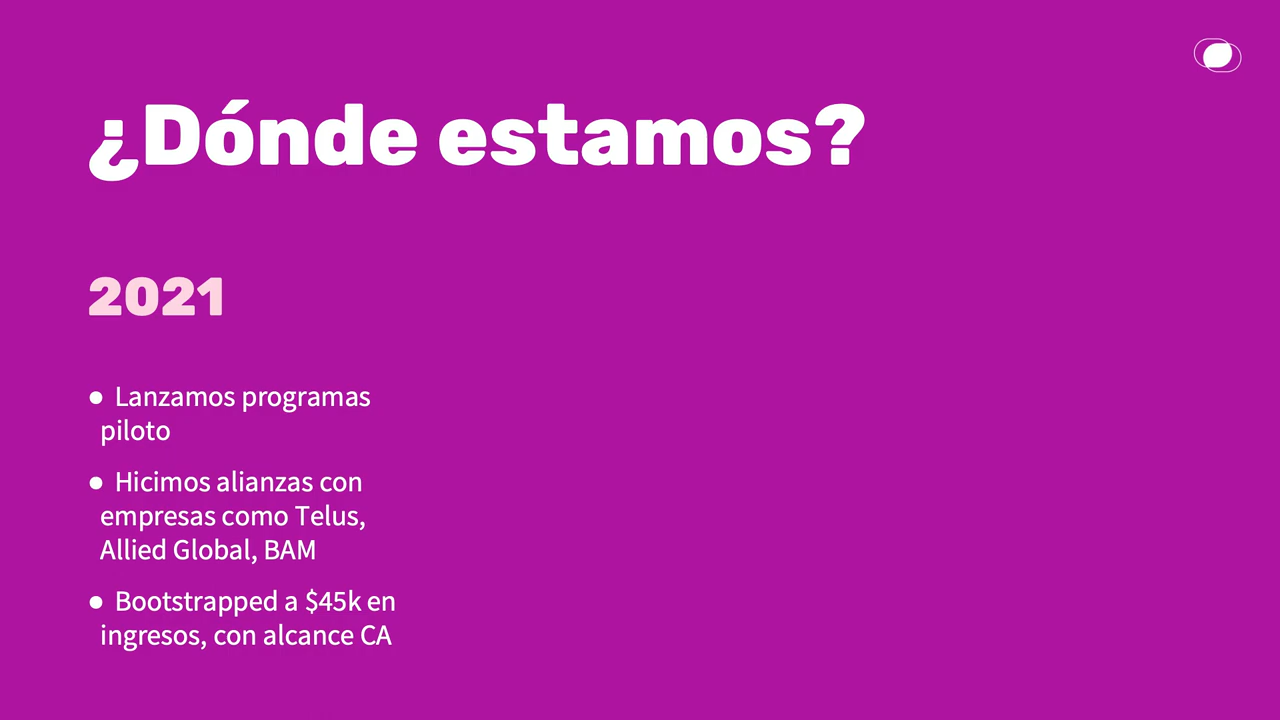 ¿Dónde estamos?
2021
● Lanzamos programas
piloto
● Hicimos alianzas con
empresas como Telus,
Allied Global, BAM
● Bootstrapped a $45k en
ingresos, con alcance CA